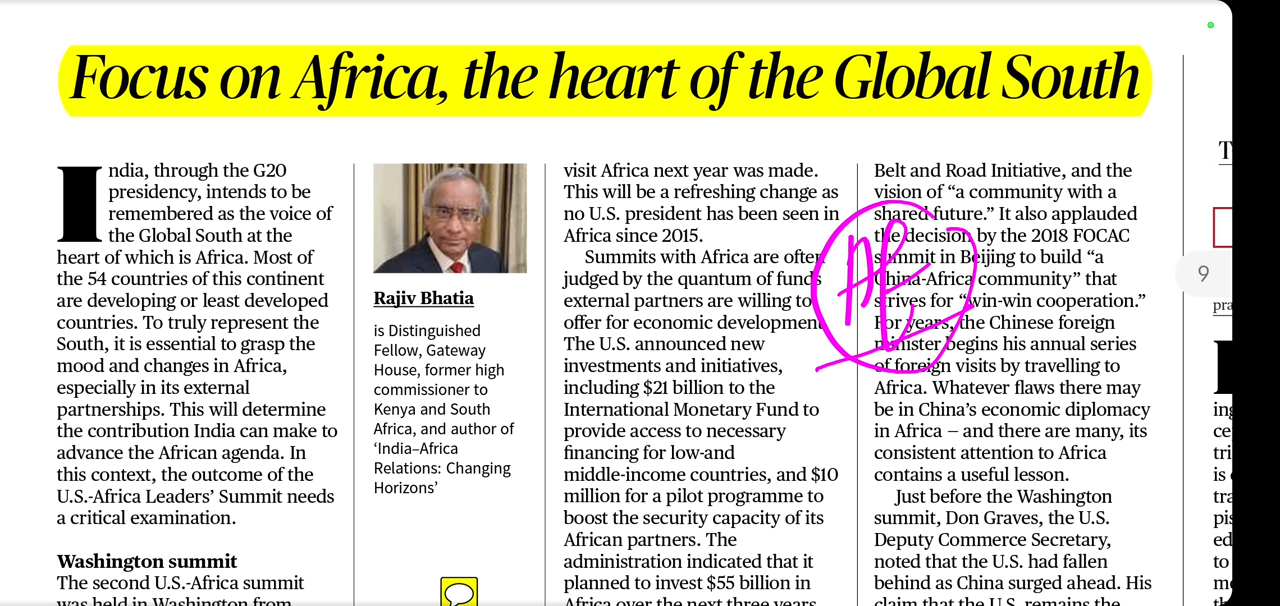 Focus on Africa, the heart of the Global South
India, through the G20
presidency, intends to be
remembered as the voice of
the Global South at the
heart of which is Africa. Most of
the 54 countries of this continent
are developing or least developed
countries. To truly represent the
South, it is essential to grasp the
mood and changes in Africa,
especially in its external
partnerships. This will determine
the contribution India can make to
advance the African agenda. In
this context, the outcome of the
U.S.-Africa Leaders’ Summit needs
a critical examination.
Washington summit
The second U.S.-Africa summit
was held in Washington from
Rajiv Bhatia
is Distinguished
Fellow, Gateway
House, former high
commissioner to
Kenya and South
Africa, and author of
‘India–Africa
Relations: Changing
Horizons’
visit Africa next year was made.
This will be a refreshing change as
no U.S. president has been seen in
Africa since 2015.
Summits with Africa are often
judged by the quantum of funds
external partners are willing to
offer for economic development.
The U.S. announced new
investments and initiatives,
including $21 billion to the
International Monetary Fund to
provide access to necessary
financing for low-and
middle-income countries, and $10
million for a pilot programme to
boost the security capacity of its
African partners. The
administration indicated that it
planned to invest $55 billion in
Africa over the next three years
Belt and Road Initiative, and the
vision of “a community with a
shared future.” It also applauded
the decision by the 2018 FOCAC
summit in Beijing to build “a
China-Africa community” that
strives for “win-win cooperation.”
For years, the Chinese foreign
minister begins his annual series
of foreign visits by travelling to
Africa. Whatever flaws there may
be in China’s economic diplomacy
in Africa — and there are many, its
consistent attention to Africa
contains a useful lesson.
Just before the Washington
summit, Don Graves, the U.S.
Deputy Commerce Secretary,
noted that the U.S. had fallen
behind as China surged ahead. His
claim that the U.S. remains the
9